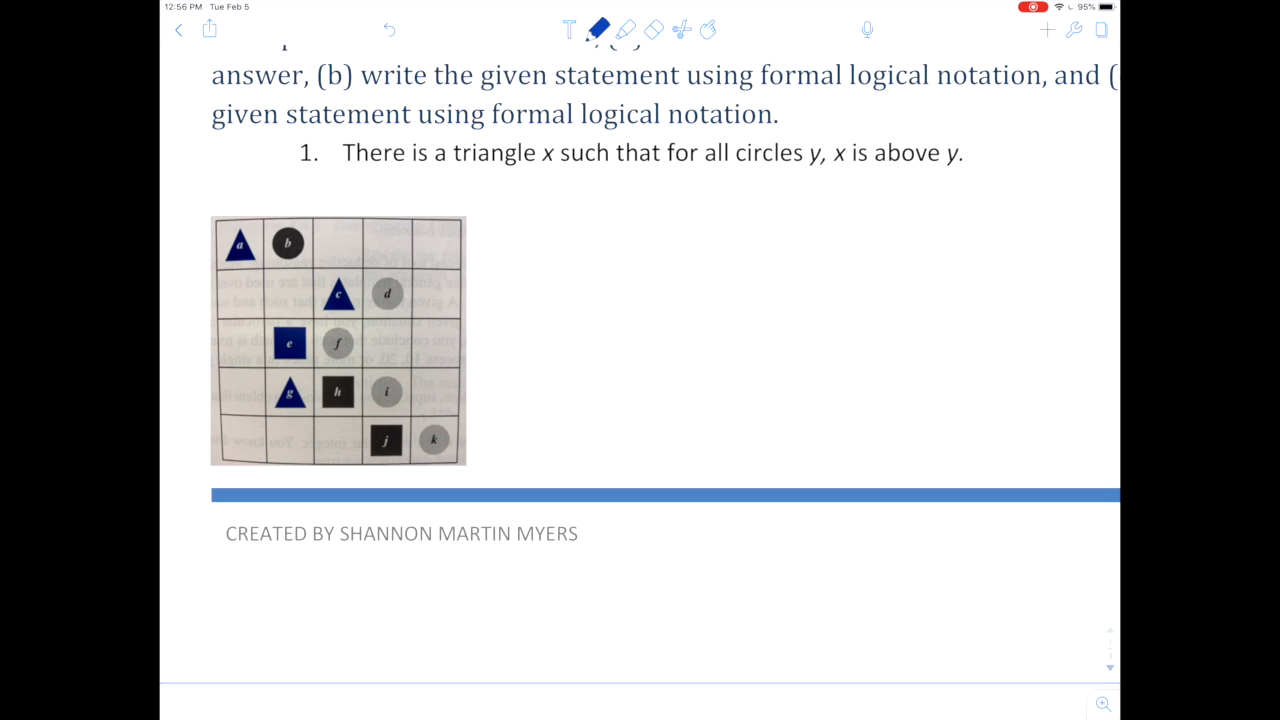 12:56 PM Tue Feb 5
95%
T
answer, (b) write the given statement using formal logical notation, and (
given statement using formal logical notation.
1. There is a triangle x such that for all circles y, x is above y.
a b
c d
e f
g h i
j k
CREATED BY SHANNON MARTIN MYERS